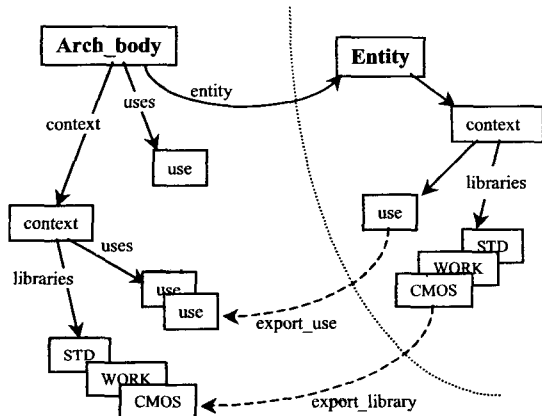 Arch_body
Entity
entity
uses
context
context
libraries
use
use
context
uses
libraries
STD
WORK
CMOS
use
use
export_use
STD
WORK
CMOS
export_library